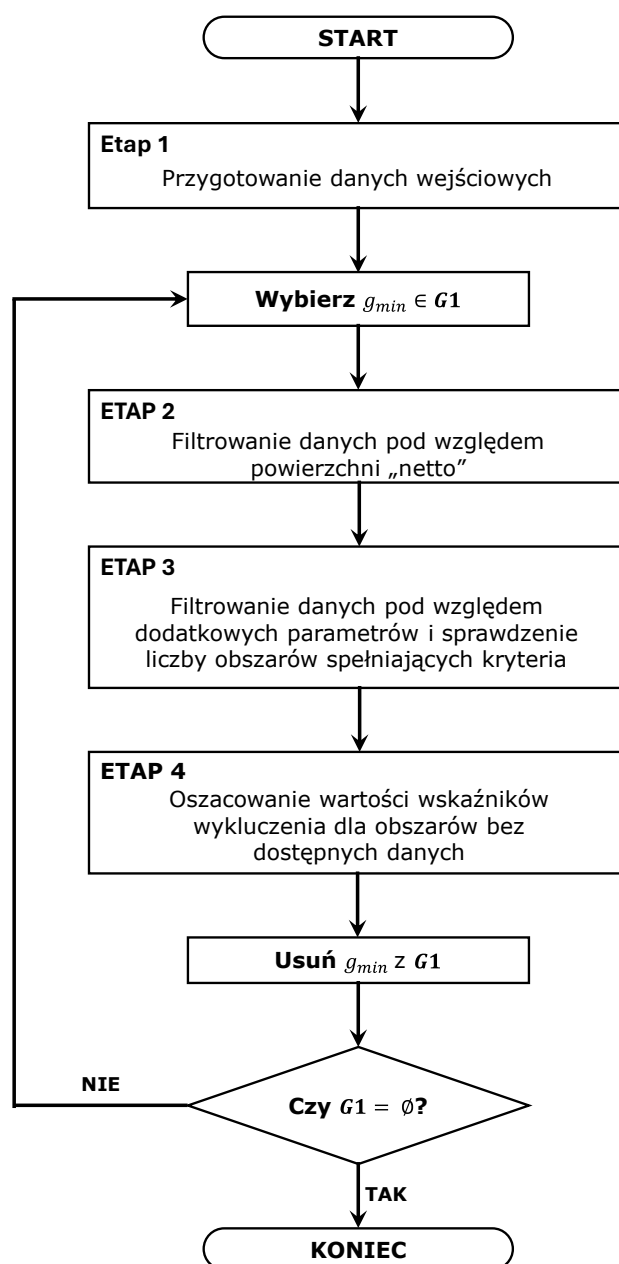 START
Etap 1
Przygotowanie danych wejściowych
Wybierz g_min ∈ G1
ETAP 2
Filtrowanie danych pod względem
powierzchni „netto”
ETAP 3
Filtrowanie danych pod względem
dodatkowych parametrów i sprawdzenie
liczby obszarów spełniających kryteria
ETAP 4
Oszacowanie wartości wskaźników
wykluczenia dla obszarów bez
dostępnych danych
Usuń g_min z G1
NIE
Czy G1 = ∅?
TAK
KONIEC